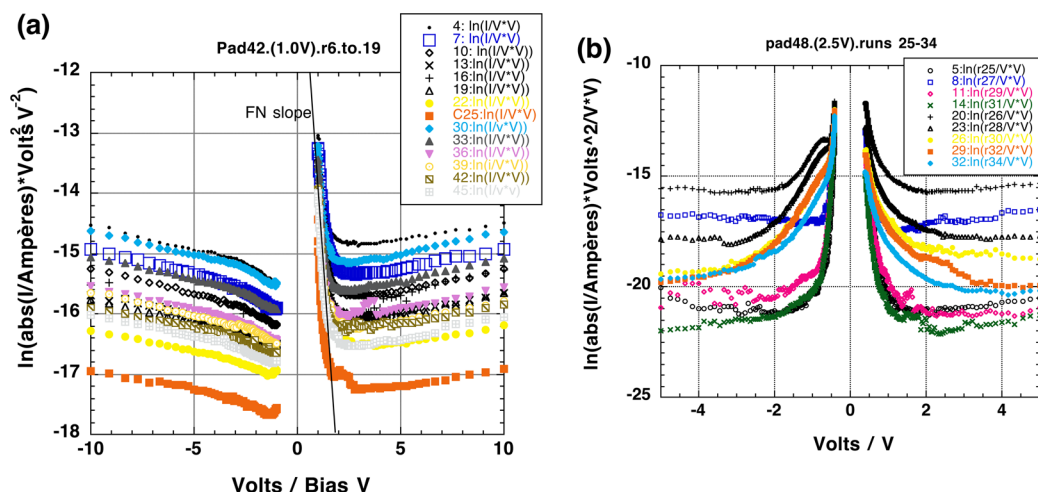 (a)
Pad42.(1.0V).r6.to.19
4: ln(I/V*V)
7: ln(I/V*V)
10: ln(I/V*V))
13:ln(I/V*V))
16: ln(I/V*V))
19:ln(I/V*V))
22:ln(I/V*V))
C25:ln(I/V*V)
30:ln(I/v*V))
33:ln(I/V*V))
36:ln(I/V*V))
39:ln(I/V*V))
42:ln(I/V*V))
45:ln(I/v*v)
FN slope
ln(abs(I/Ampères)*Volts² V⁻²)
-12
-13
-14
-15
-16
-17
-18
-10
-5
0
5
10
Volts / Bias V
(b)
pad48.(2.5V).runs 25-34
5:ln(r25/V*V)
8:ln(r27/V*V)
11:ln(r29/V*V)
14:ln(r31/V*V)
20:ln(r26/V*V)
23:ln(r28/V*V)
26:ln(r30/V*V)
29:ln(r32/V*V)
32:ln(r34/V*V)
ln(abs(I/Ampères)*Volts^2/V*V)
-10
-15
-20
-25
-4
-2
0
2
4
Volts / V